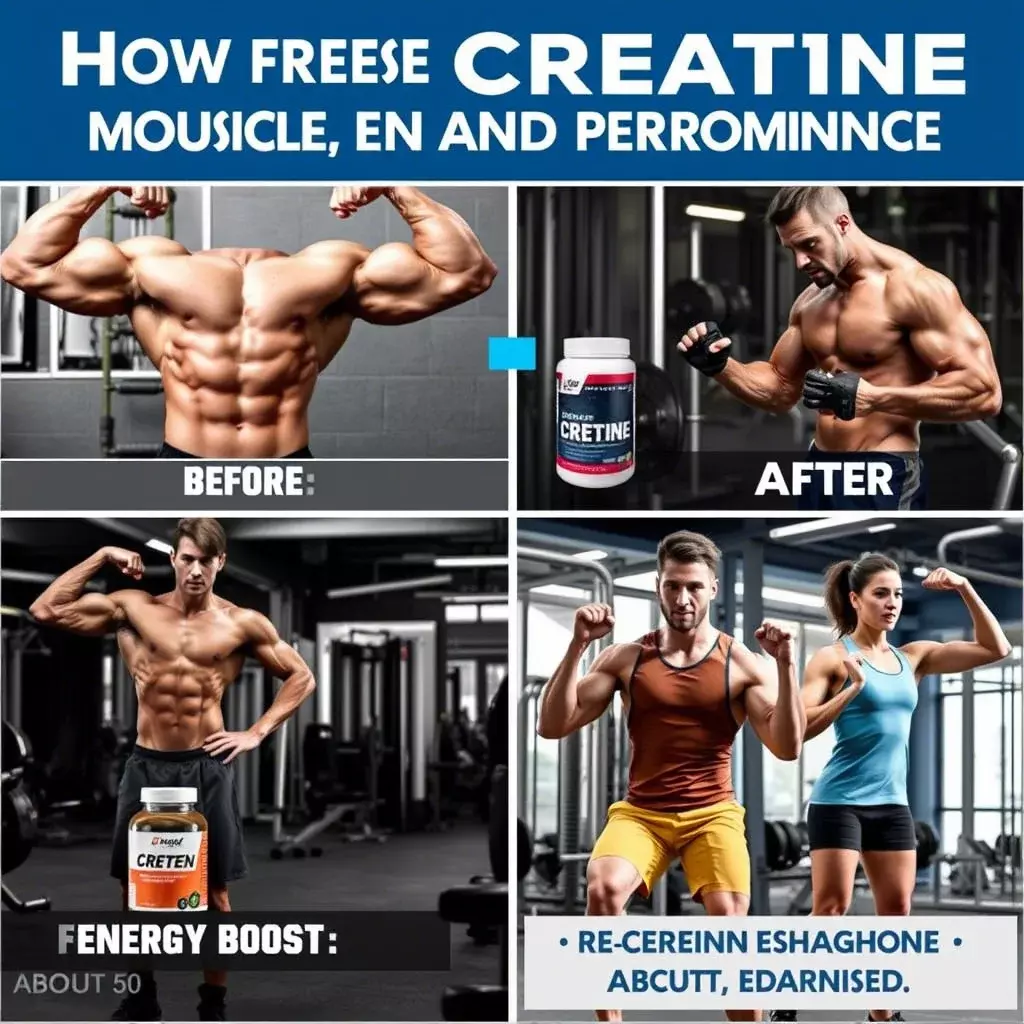 HOW FREESE CREATINE
MOUSICLE, EN AND PERROMINNCE
BEFORE:
CRETINE
AFTER
CRETEN
FENERGY BOOST:
ABOUT 50
• RE-CEREINN ESHAGHONE •
ABCUTT, EDARNISED.